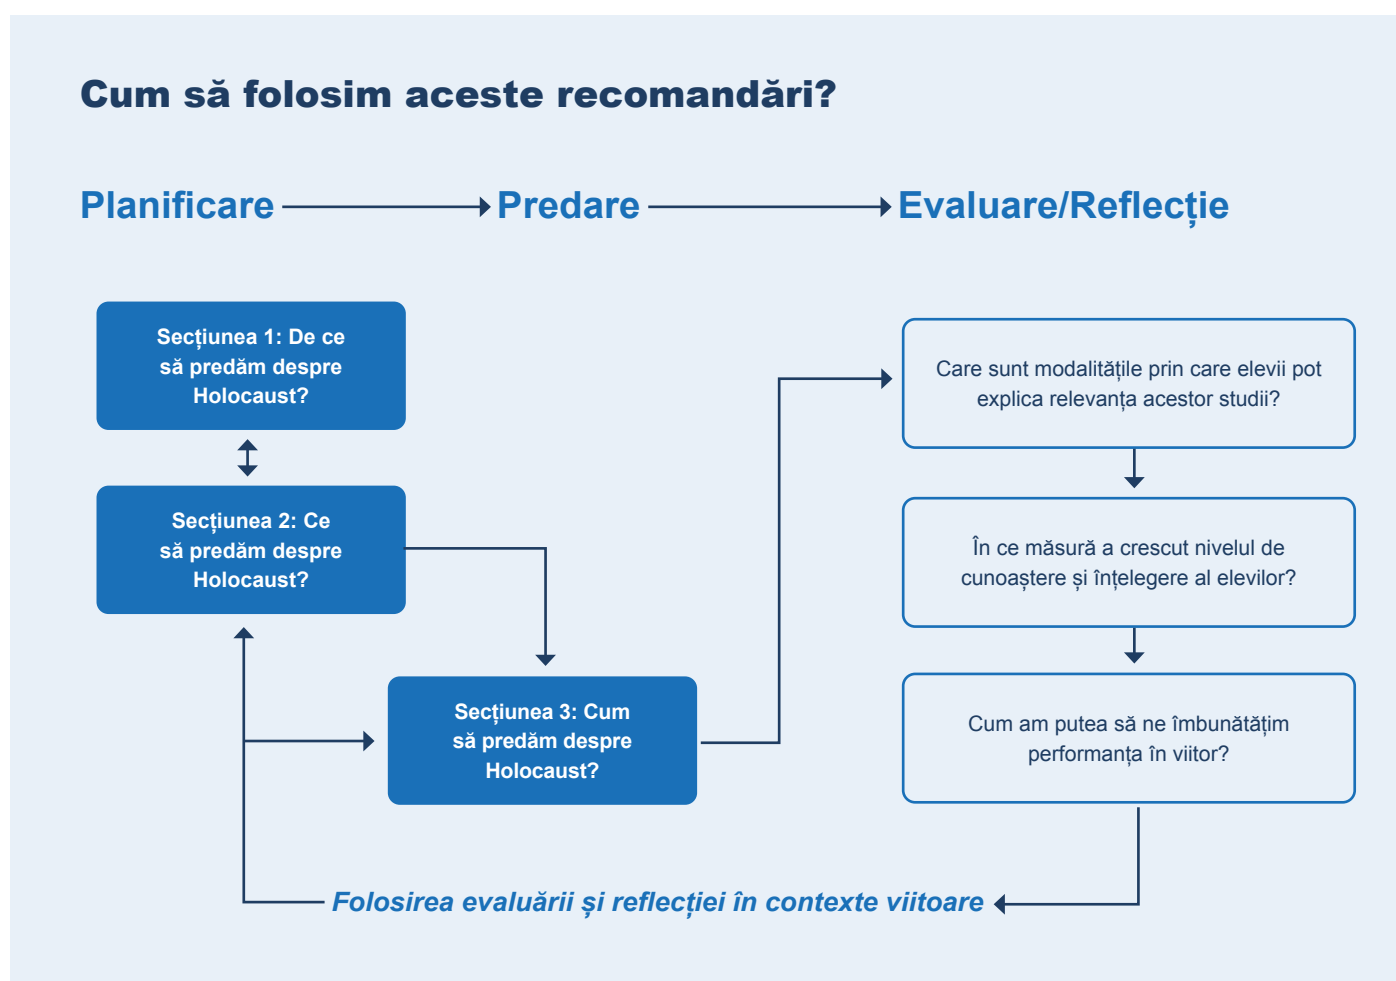 Cum să folosim aceste recomandări?
Planificare
Predare
Evaluare/Reflecție
Secțiunea 1: De ce
să predăm despre
Holocaust?
Secțiunea 2: Ce
să predăm despre
Holocaust?
Secțiunea 3: Cum
să predăm despre
Holocaust?
Care sunt modalitățile prin care elevii pot
explica relevanța acestor studii?
În ce măsură a crescut nivelul de
cunoaștere și înțelegere al elevilor?
Cum am putea să ne îmbunătățim
performanța în viitor?
Folosirea evaluării și reflecției în contexte viitoare